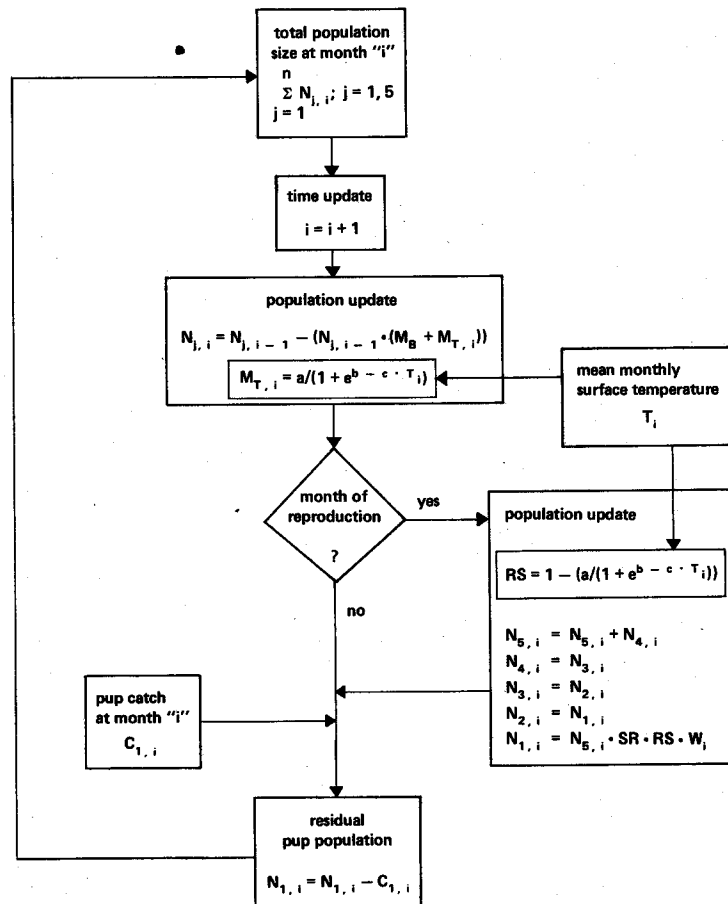 total population
size at month "i"
n
Σ N j, i; j = 1, 5
j = 1
time update
i = i + 1
population update
N j, i = N j, i − 1 − (N j, i − 1 • (M B + M T, i))
M T, i = a/(1 + e b − c · T i)
mean monthly
surface temperature
T i
month of
reproduction
?
yes
no
population update
RS = 1 − (a/(1 + e b − c · T i))
N 5, i = N 5, i + N 4, i
N 4, i = N 3, i
N 3, i = N 2, i
N 2, i = N 1, i
N 1, i = N 5, i • SR • RS • W i
pup catch
at month "i"
C 1, i
residual
pup population
N 1, i = N 1, i − C 1, i